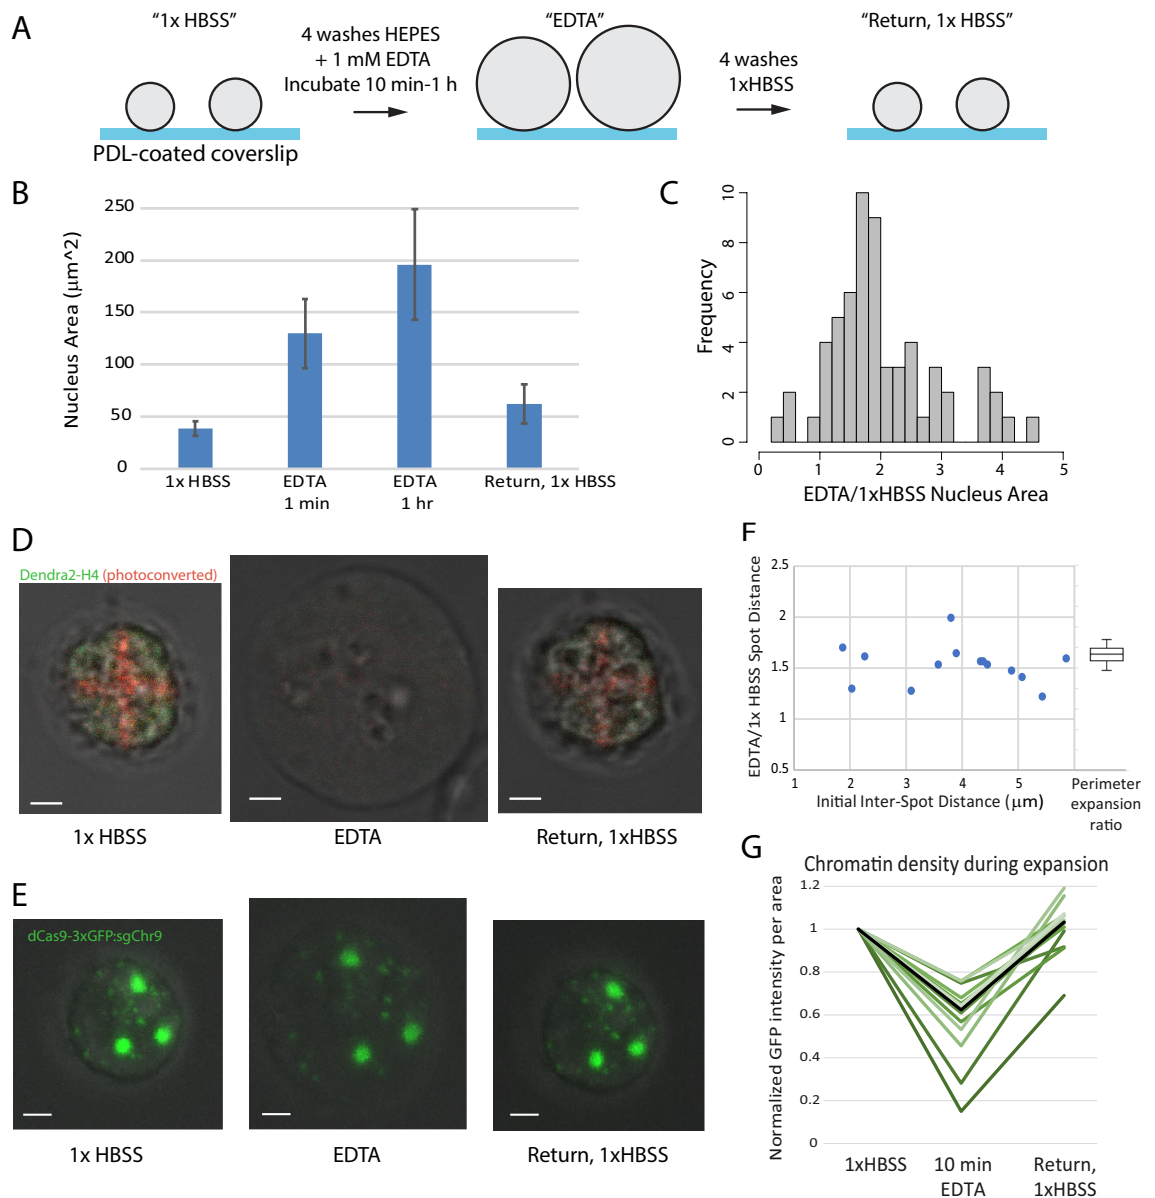 A
"1x HBSS"
4 washes HEPES
+ 1 mM EDTA
Incubate 10 min-1 h
"EDTA"
4 washes
1xHBSS
"Return, 1x HBSS"
PDL-coated coverslip
B
Nucleus Area (μm^2)
250
200
150
100
50
0
1x HBSS
EDTA
1 min
EDTA
1 hr
Return, 1x HBSS
C
Frequency
10
8
6
4
2
0
0 1 2 3 4 5
EDTA/1xHBSS Nucleus Area
D
Dendra2-H4 (photoconverted)
1x HBSS
EDTA
Return, 1xHBSS
E
dCas9-3xGFP:sgChr9
1x HBSS
EDTA
Return, 1xHBSS
F
EDTA/1x HBSS Spot Distance
2.5
2
1.5
1
0.5
1 2 3 4 5
Initial Inter-Spot Distance (μm)
Perimeter
expansion
ratio
G
Chromatin density during expansion
Normalized GFP intensity per area
1.2
1
0.8
0.6
0.4
0.2
0
1xHBSS
10 min
EDTA
Return,
1xHBSS